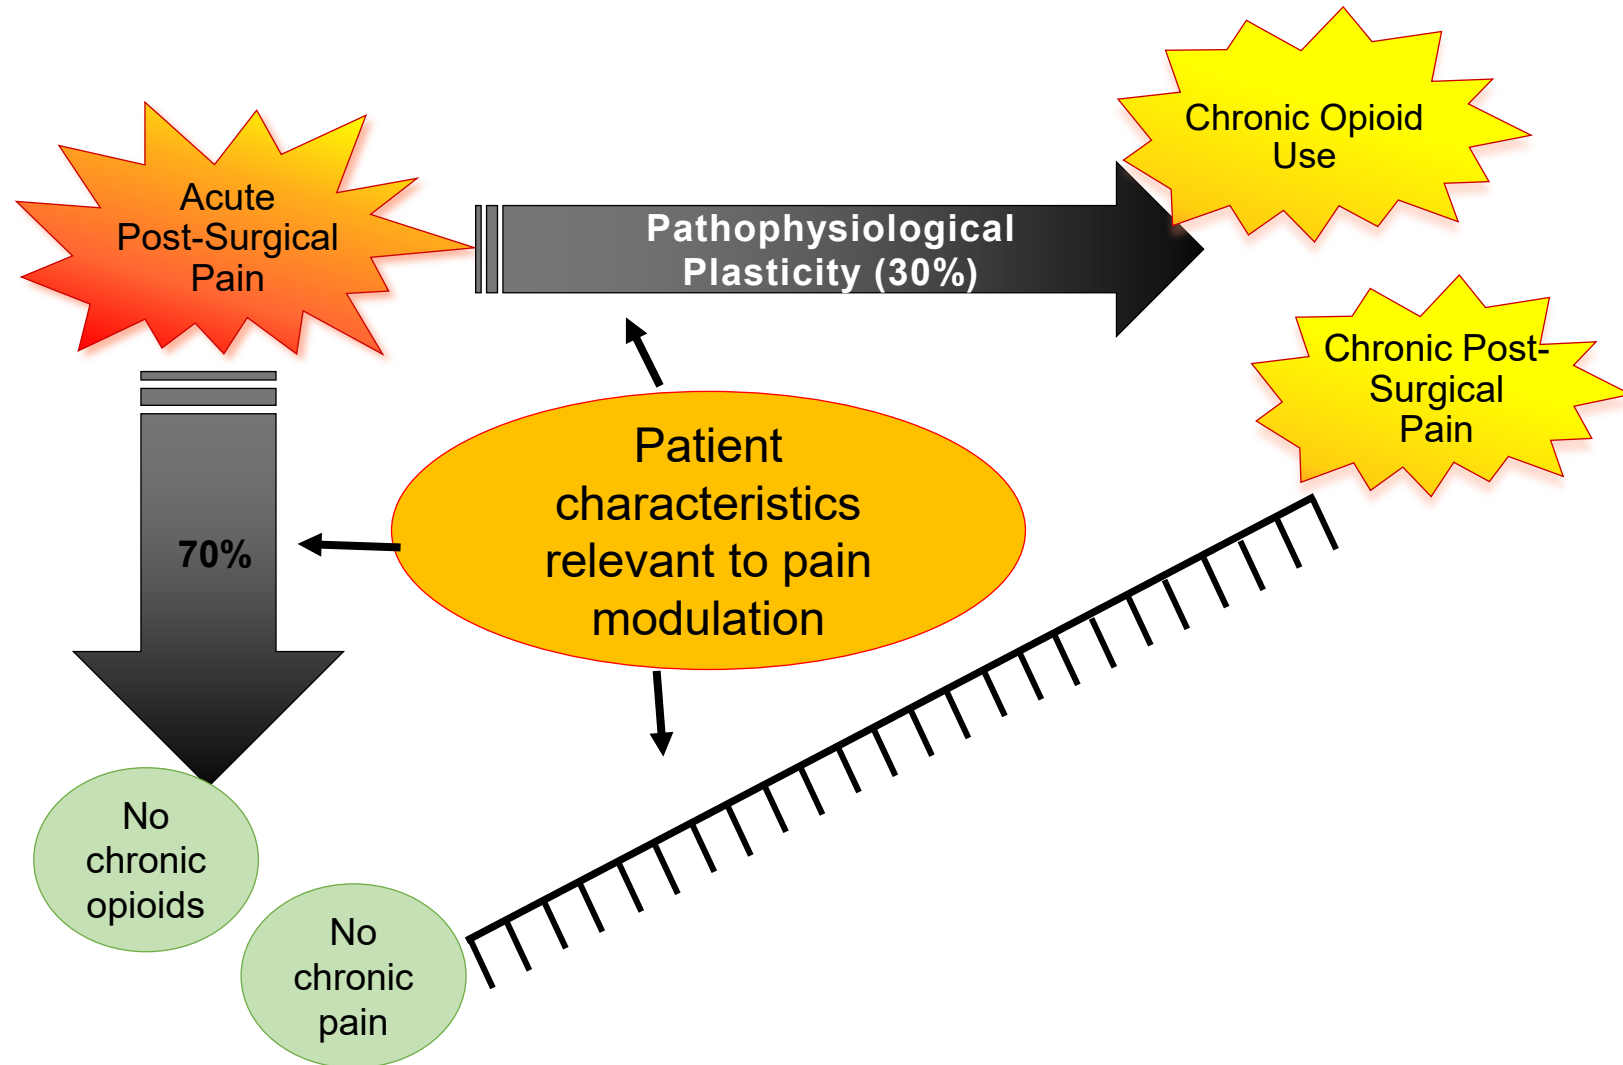 Chronic Opioid
Use
Acute
Post-Surgical
Pain
Pathophysiological
Plasticity (30%)
Chronic Post-
Surgical
Pain
Patient
characteristics
relevant to pain
modulation
70%
No
chronic
opioids
No
chronic
pain